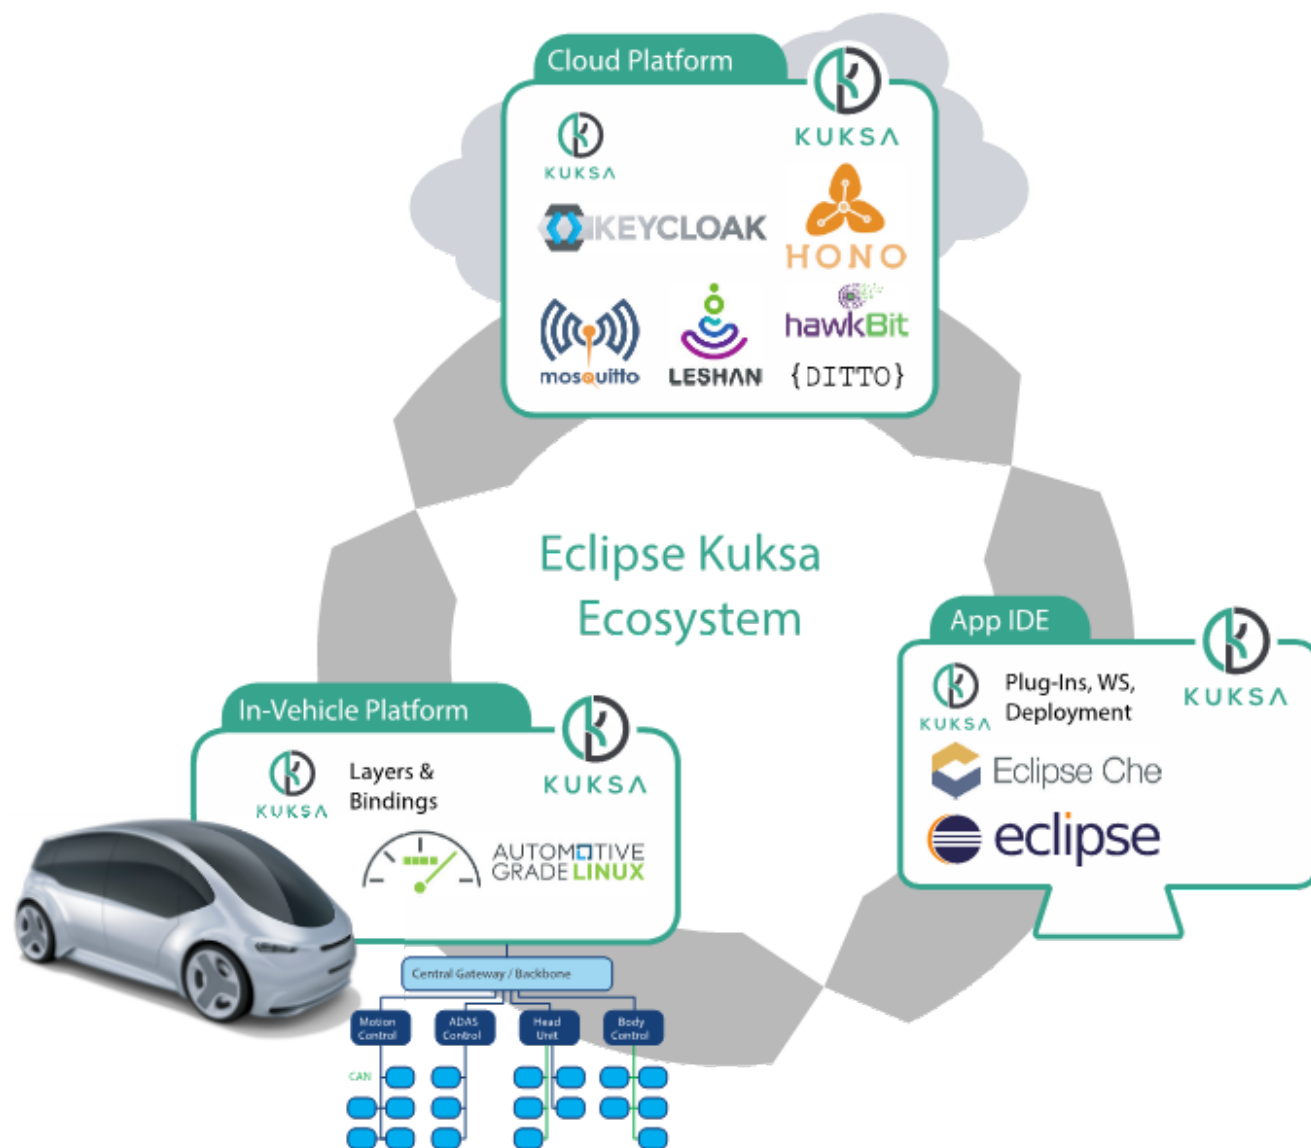 Cloud Platform
KUKSA
KUKSA
KEYCLOAK
HONO
mosquitto
LESHAN
hawkBit
{DITTO}
Eclipse Kuksa
Ecosystem
App IDE
KUKSA
KUKSA
Plug-Ins, WS,
Deployment
Eclipse Che
eclipse
In-Vehicle Platform
KUKSA
KUKSA
Layers &
Bindings
AUTOMOTIVE
GRADE LINUX
Central Gateway / Backbone
Motion
Control
ADAS
Control
Head
Unit
Body
Control
CAN